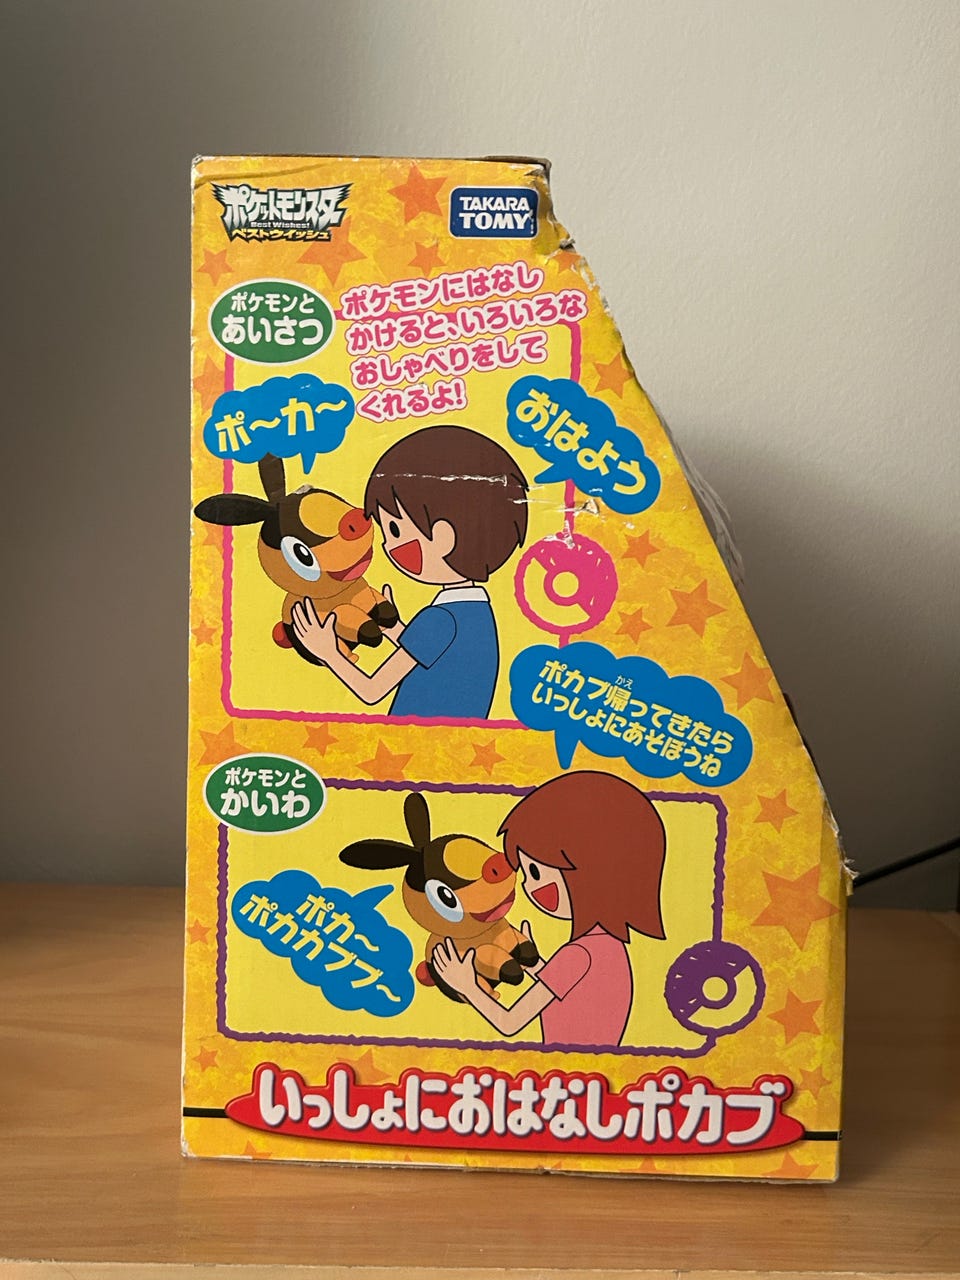 ポケットモンスター
Best Wishes!
ベストウイッシュ
TAKARA
TOMY
ポケモンと
あいさつ
ポケモンにはなし
かけると、いろいろな
おしゃべりをして
くれるよ!
ポ〜カ〜
おはよう
ポカブ帰ってきたら
かえ
いっしょにあそぼうね
ポケモンと
かいわ
ポカ〜
ポカカブブ〜
いっしょにおはなしポカブ